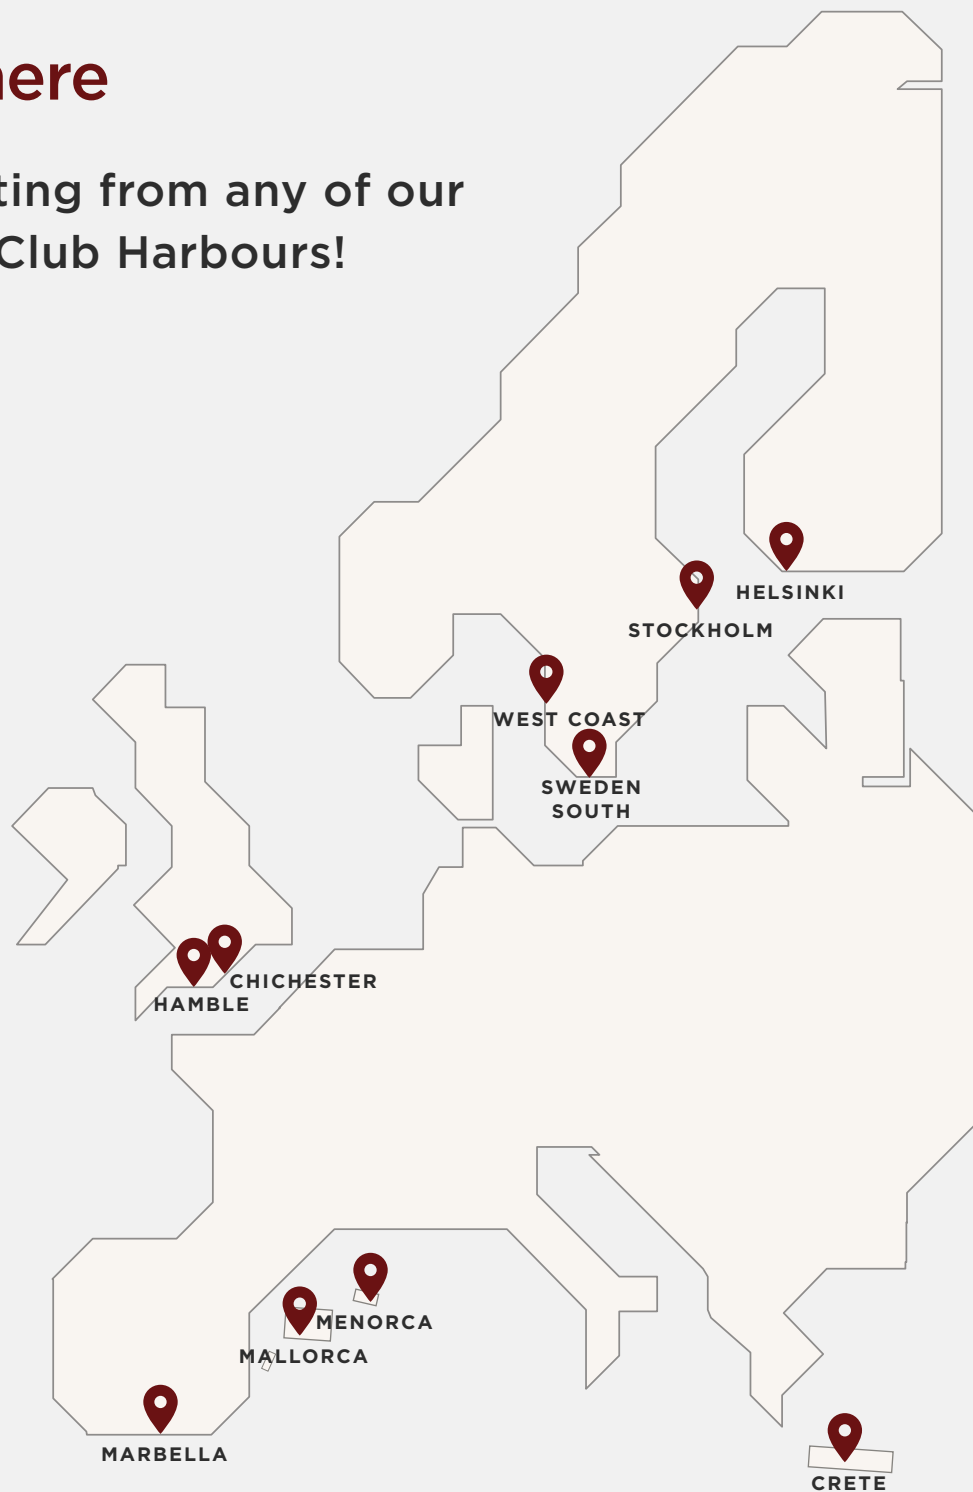 ere
ting from any of our
Club Harbours!
HELSINKI
STOCKHOLM
WEST COAST
SWEDEN
SOUTH
CHICHESTER
HAMBLE
MENORCA
MALLORCA
MARBELLA
CRETE